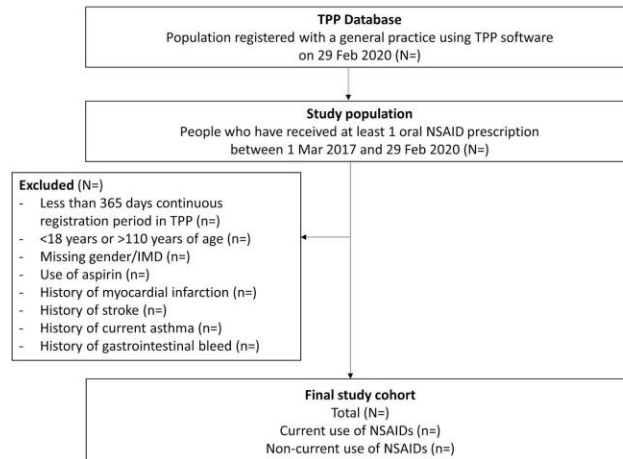 TPP Database
Population registered with a general practice using TPP software
on 29 Feb 2020 (N=)
Study population
People who have received at least 1 oral NSAID prescription
between 1 Mar 2017 and 29 Feb 2020 (N=)
Excluded (N=)
- Less than 365 days continuous
registration period in TPP (n=)
- <18 years or >110 years of age (n=)
- Missing gender/IMD (n=)
- Use of aspirin (n=)
- History of myocardial infarction (n=)
- History of stroke (n=)
- History of current asthma (n=)
- History of gastrointestinal bleed (n=)
Final study cohort
Total (N=)
Current use of NSAIDs (n=)
Non-current use of NSAIDs (n=)